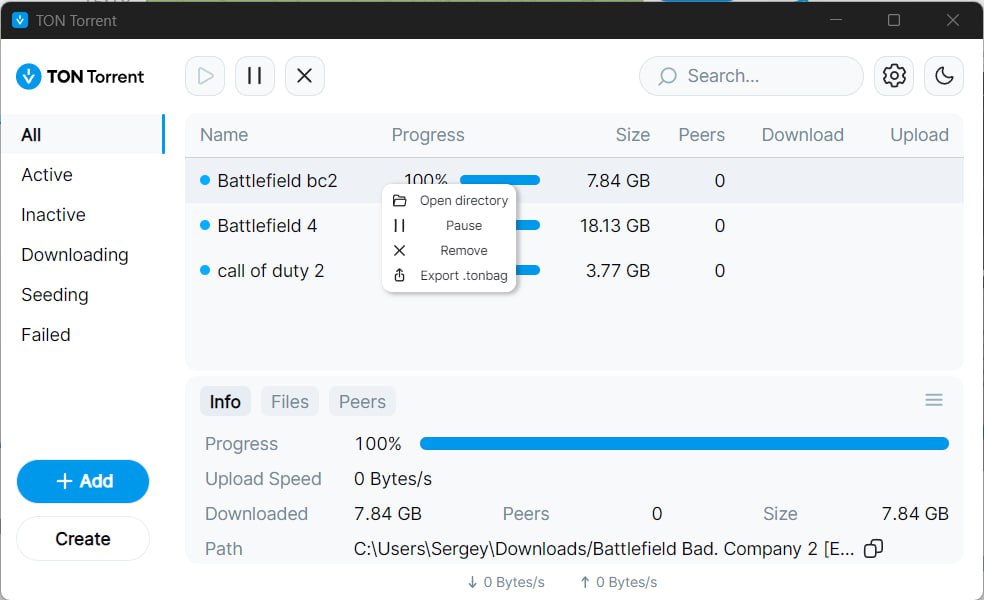 TON Torrent
TON Torrent
Search...
All
Active
Inactive
Downloading
Seeding
Failed
+ Add
Create
Name Progress Size Peers Download Upload
Battlefield bc2 100% 7.84 GB 0
Battlefield 4 18.13 GB 0
call of duty 2 3.77 GB 0
Open directory
Pause
Remove
Export .tonbag
Info Files Peers
Progress 100%
Upload Speed 0 Bytes/s
Downloaded 7.84 GB Peers 0 Size 7.84 GB
Path C:\Users\Sergey\Downloads/Battlefield Bad. Company 2 [E...
↓ 0 Bytes/s ↑ 0 Bytes/s